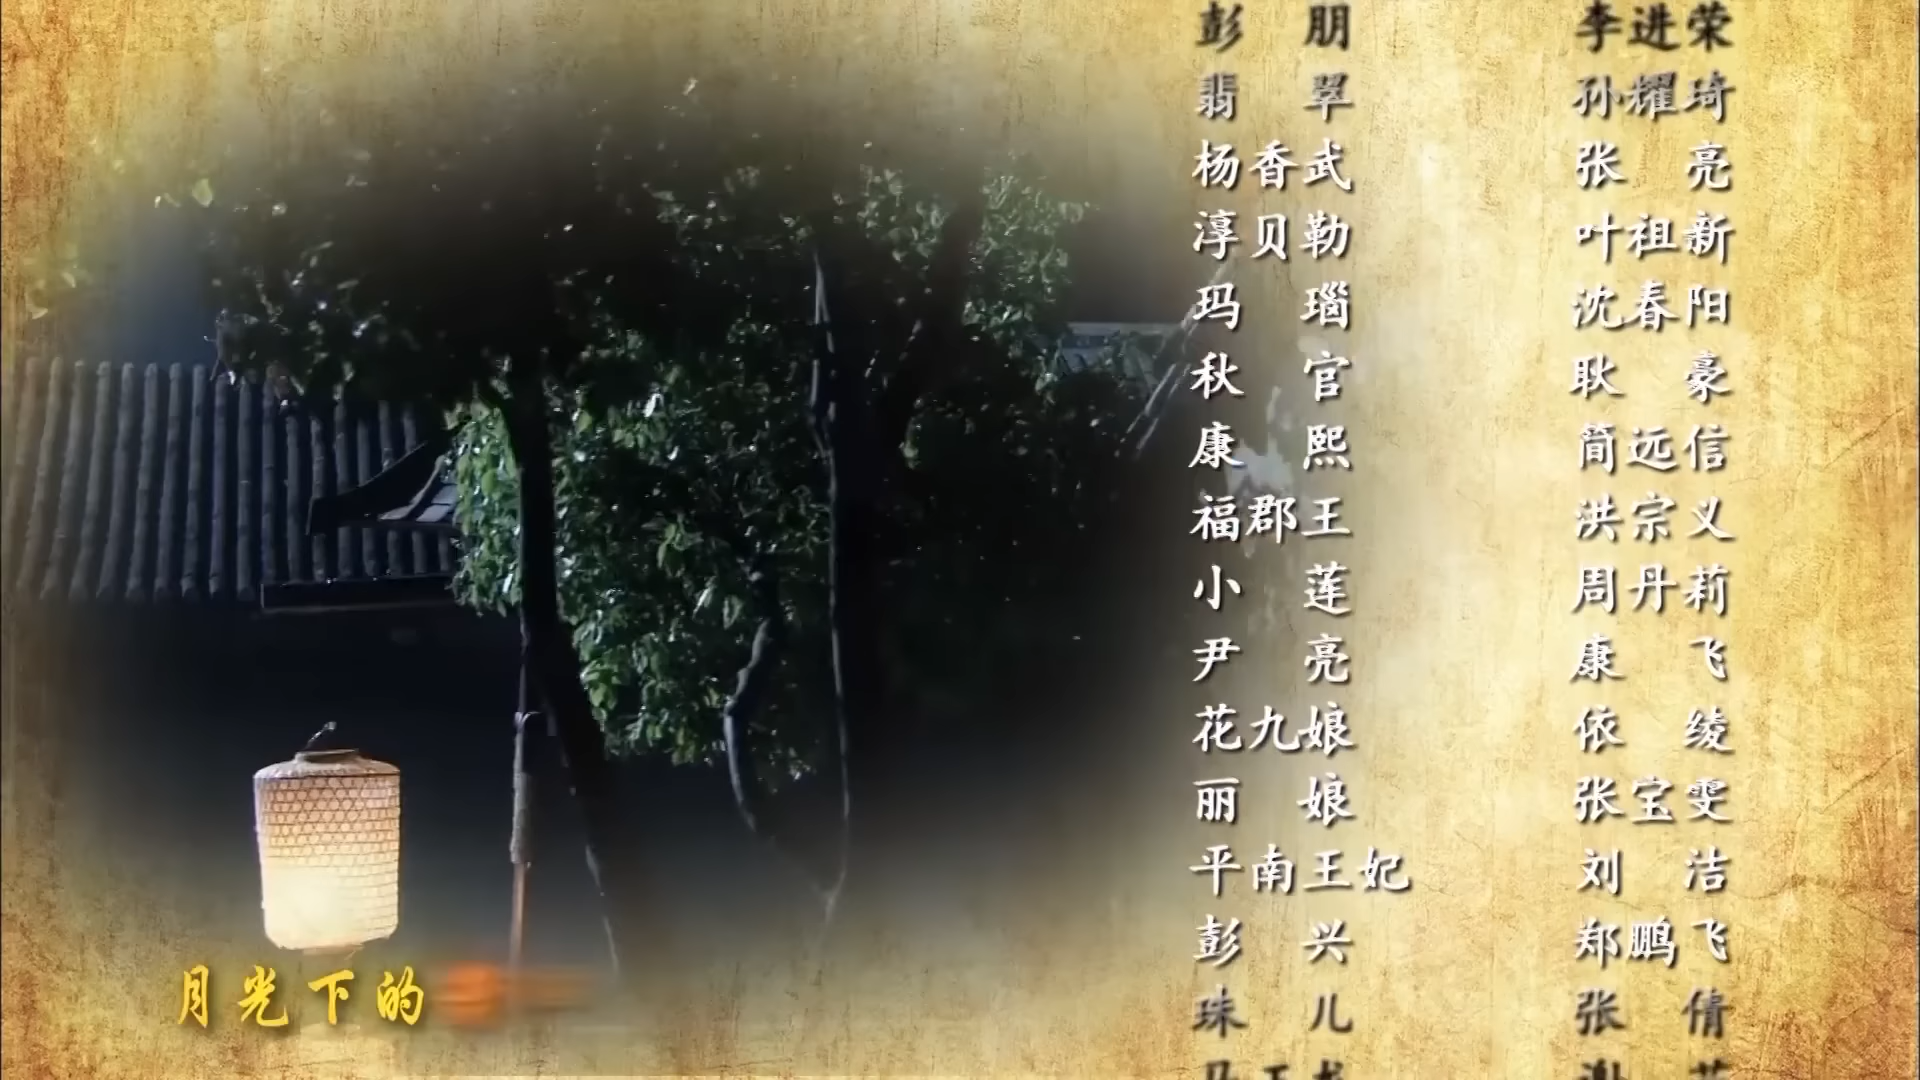 彭朋 李进荣
翡翠 孙耀琦
杨香武 张亮
淳贝勒 叶祖新
玛瑙 沈春阳
秋官 耿豪
康熙 简远信
福郡王 洪宗义
小莲 周丹莉
尹亮 康飞
花九娘 依绫
丽娘 张宝雯
平南王妃 刘洁
彭兴 郑鹏飞
珠儿 张倩
月光下的